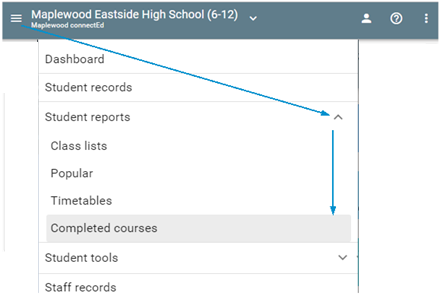 Maplewood Eastside High School (6-12)
Maplewood connectEd
Dashboard
Student records
Student reports
Class lists
Popular
Timetables
Completed courses
Student tools
Staff records